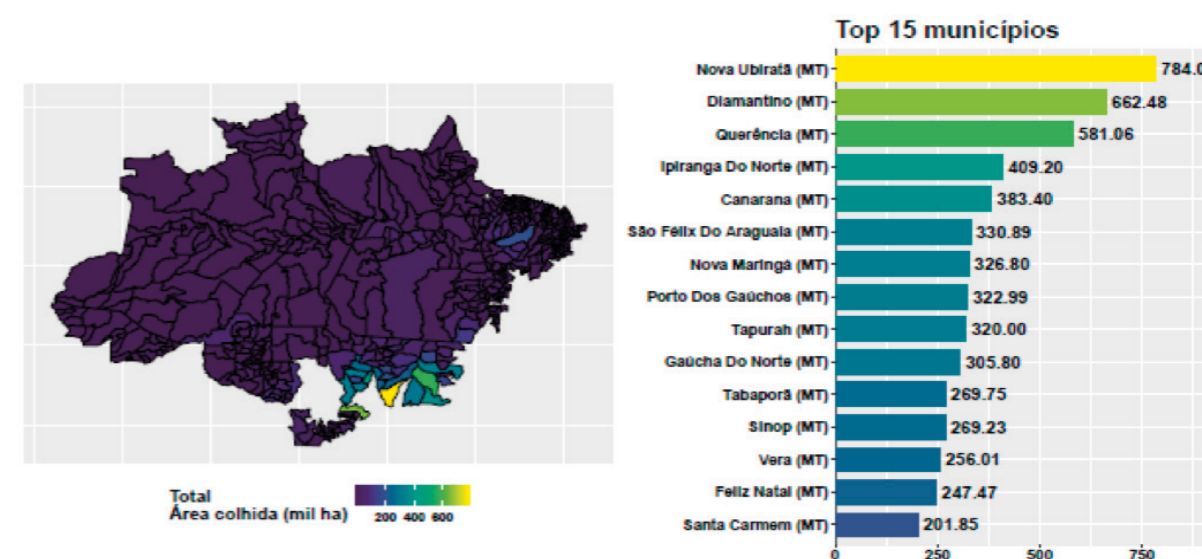 Top 15 municípios
Nova Ubiratã (MT) 784.0
Diamantino (MT) 662.48
Querência (MT) 581.06
Ipiranga Do Norte (MT) 409.20
Canarana (MT) 383.40
São Félix Do Araguaia (MT) 330.89
Nova Maringá (MT) 326.80
Porto Dos Gaúchos (MT) 322.99
Tapurah (MT) 320.00
Gaúcha Do Norte (MT) 305.80
Tabaporã (MT) 269.75
Sinop (MT) 269.23
Vera (MT) 256.01
Feliz Natal (MT) 247.47
Santa Carmem (MT) 201.85
0 250 500 750
Total
Área colhida (mil ha)
200 400 600